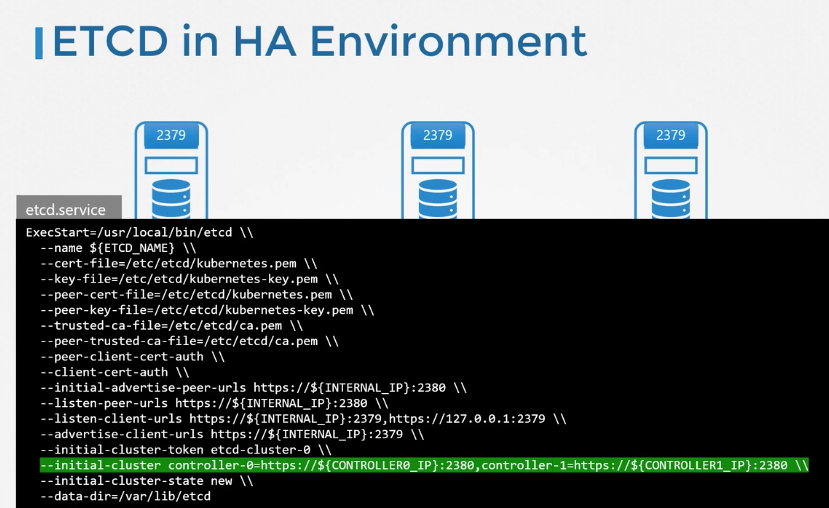 ETCD in HA Environment
2379
2379
2379
etcd.service
ExecStart=/usr/local/bin/etcd \\
--name ${ETCD_NAME} \\
--cert-file=/etc/etcd/kubernetes.pem \\
--key-file=/etc/etcd/kubernetes-key.pem \\
--peer-cert-file=/etc/etcd/kubernetes.pem \\
--peer-key-file=/etc/etcd/kubernetes-key.pem \\
--trusted-ca-file=/etc/etcd/ca.pem \\
--peer-trusted-ca-file=/etc/etcd/ca.pem \\
--peer-client-cert-auth \\
--client-cert-auth \\
--initial-advertise-peer-urls https://${INTERNAL_IP}:2380 \\
--listen-peer-urls https://${INTERNAL_IP}:2380 \\
--listen-client-urls https://${INTERNAL_IP}:2379,https://127.0.0.1:2379 \\
--advertise-client-urls https://${INTERNAL_IP}:2379 \\
--initial-cluster-token etcd-cluster-0 \\
--initial-cluster controller-0=https://${CONTROLLER0_IP}:2380,controller-1=https://${CONTROLLER1_IP}:2380 \\
--initial-cluster-state new \\
--data-dir=/var/lib/etcd